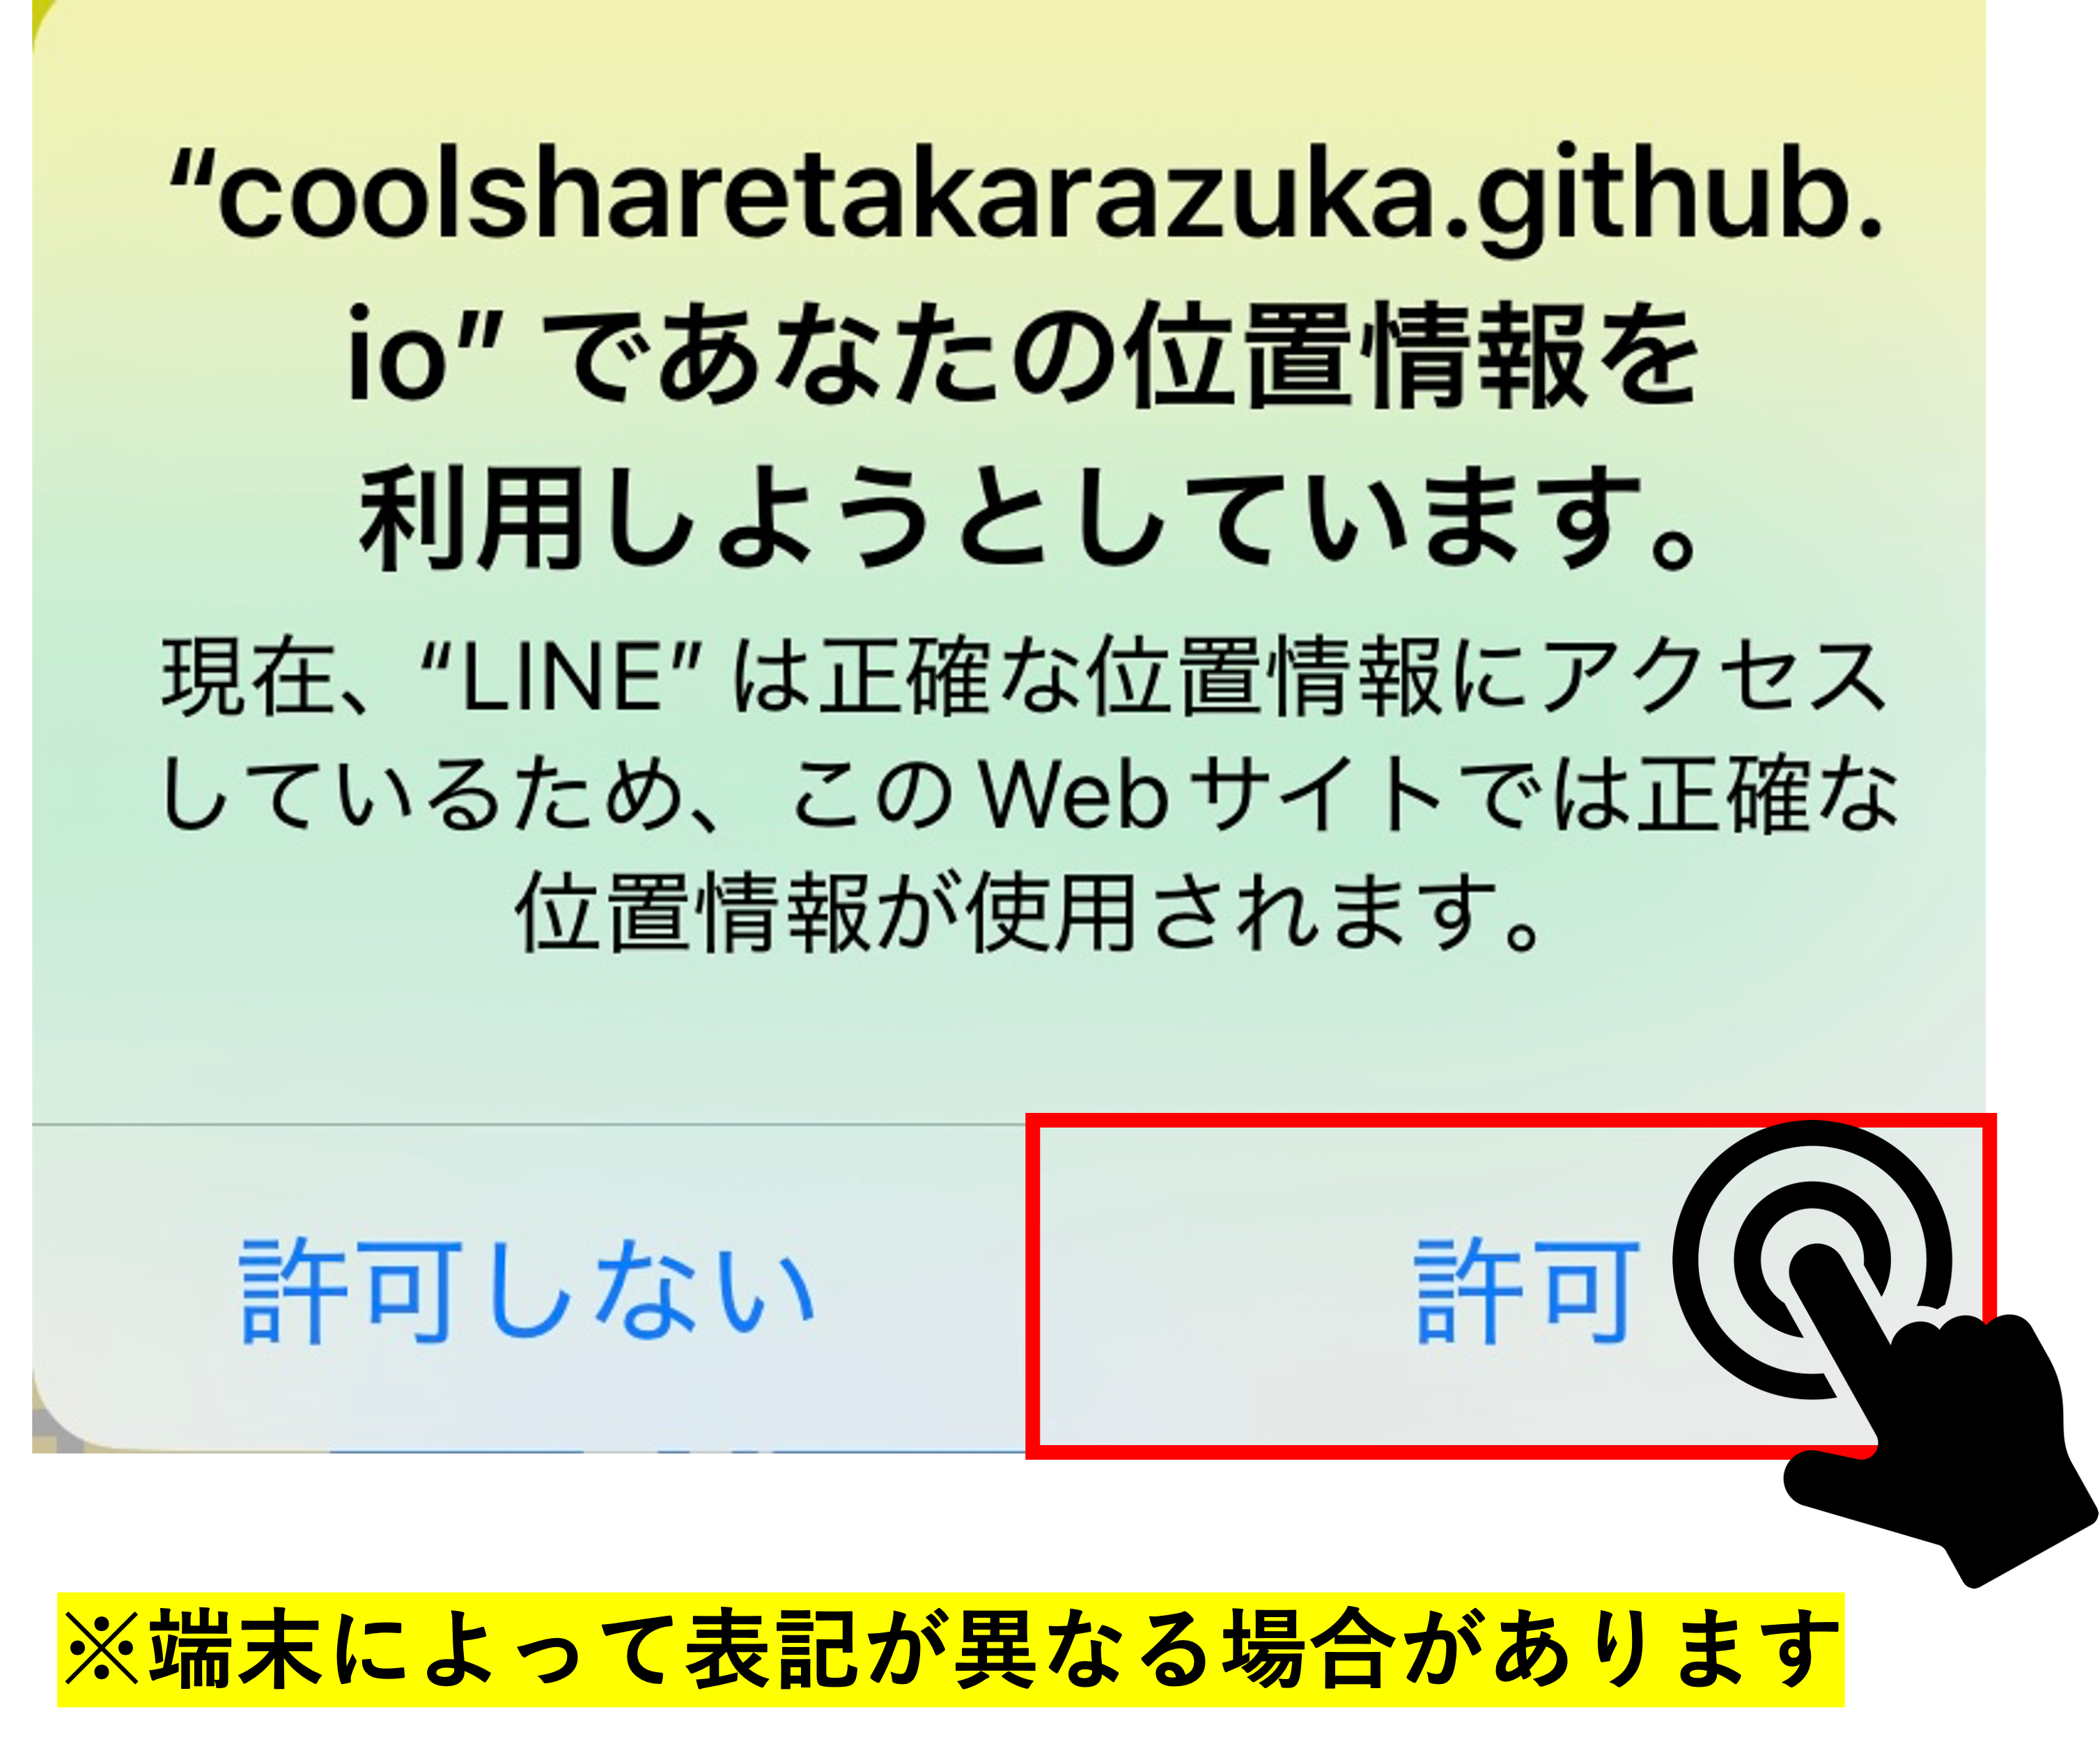 “coolsharetakarazuka.github.
io” であなたの位置情報を
利用しようとしています。
現在、“LINE” は正確な位置情報にアクセス
しているため、このWebサイトでは正確な
位置情報が使用されます。
許可しない
許可
※端末によって表記が異なる場合があります